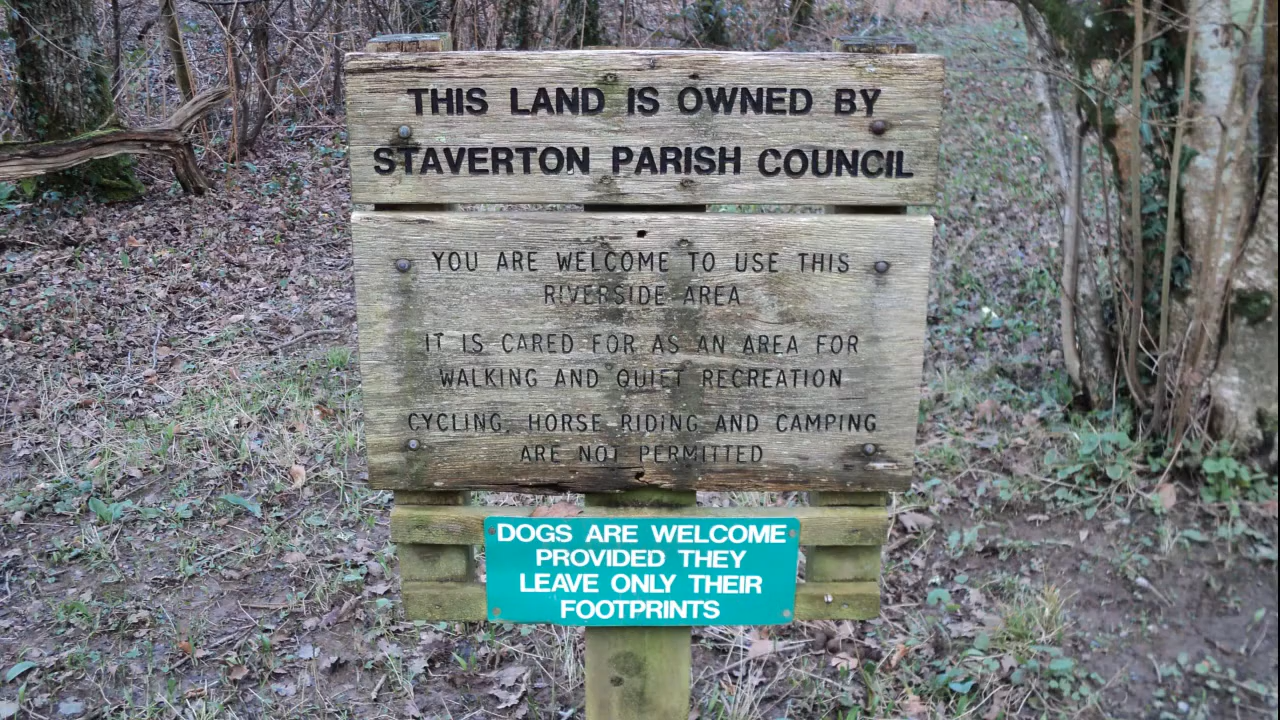 THIS LAND IS OWNED BY
STAVERTON PARISH COUNCIL
YOU ARE WELCOME TO USE THIS
RIVERSIDE AREA
IT IS CARED FOR AS AN AREA FOR
WALKING AND QUIET RECREATION
CYCLING, HORSE RIDING AND CAMPING
ARE NOT PERMITTED
DOGS ARE WELCOME
PROVIDED THEY
LEAVE ONLY THEIR
FOOTPRINTS